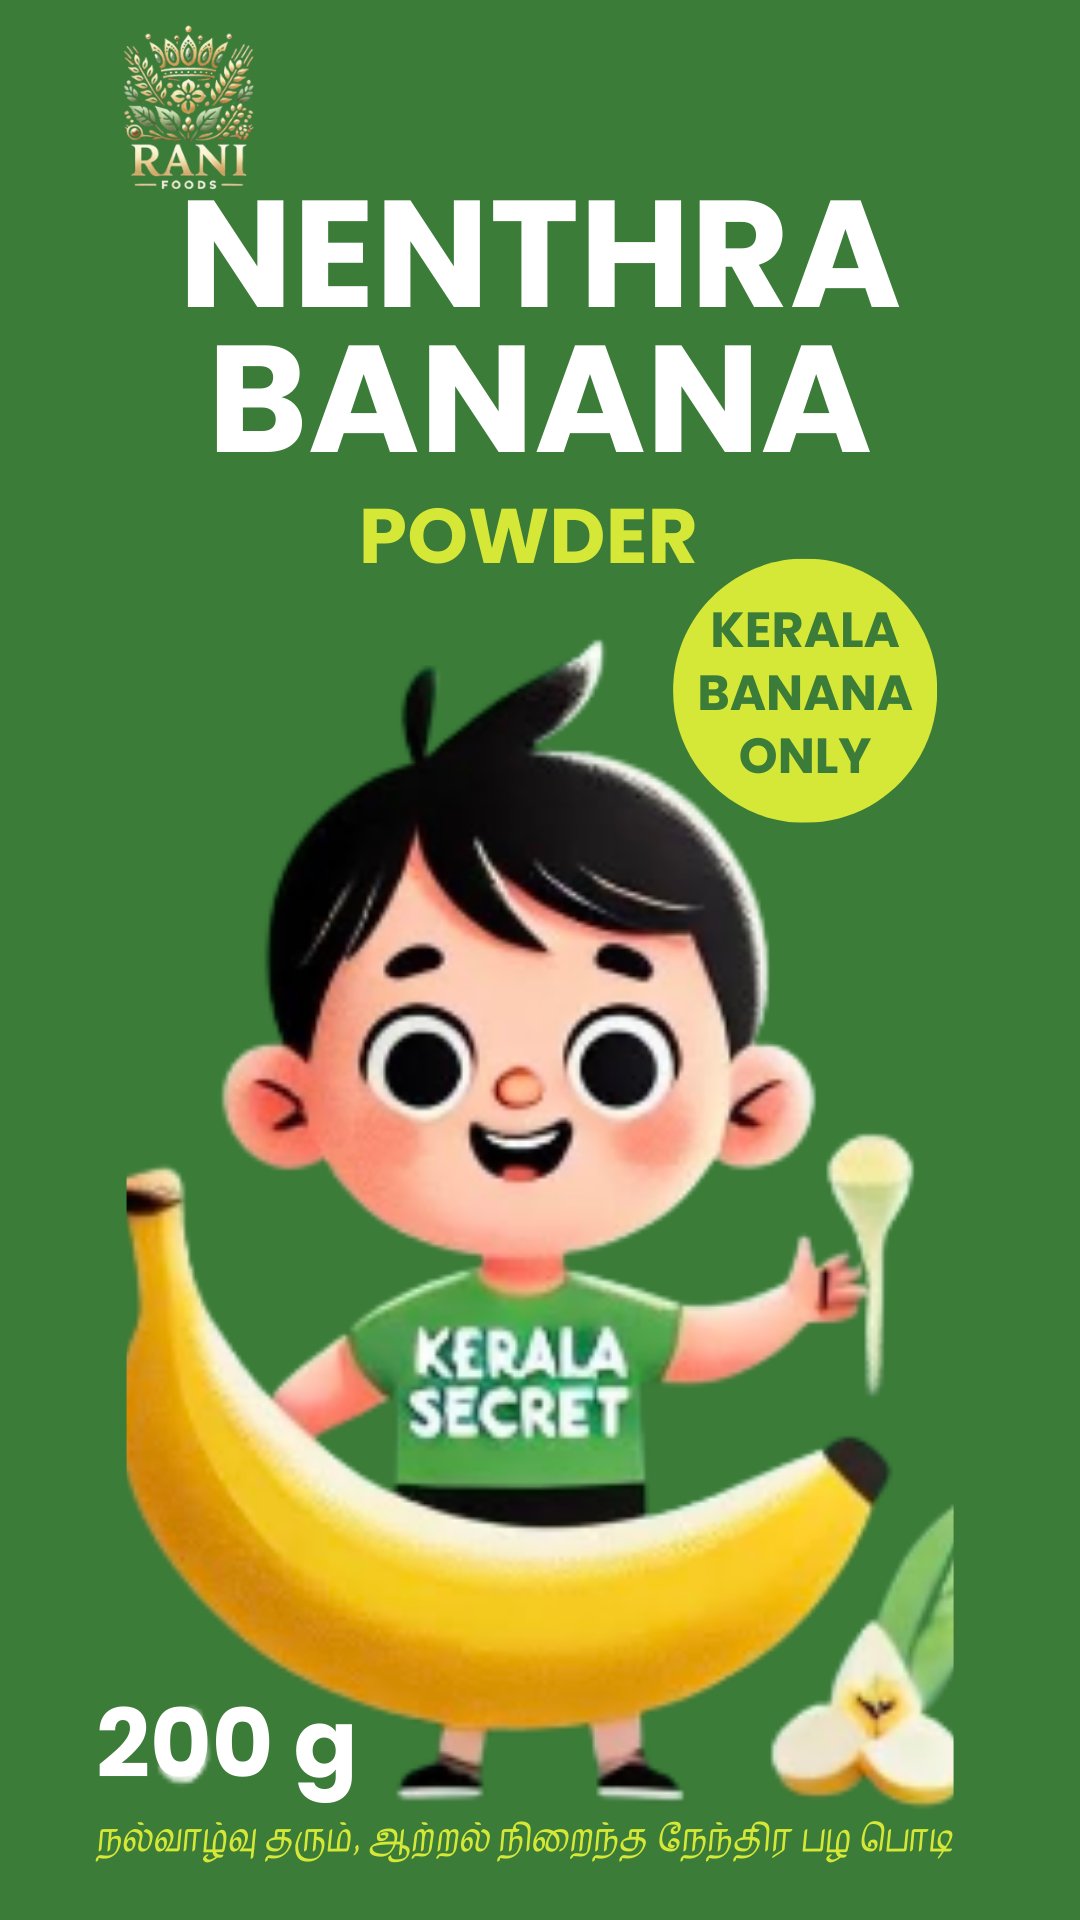 RANI
FOODS
NENTHRA
BANANA
POWDER
KERALA
BANANA
ONLY
KERALA
SECRET
200 g
நல்வாழ்வு தரும், ஆற்றல் நிறைந்த நேந்திர பழ பொடி